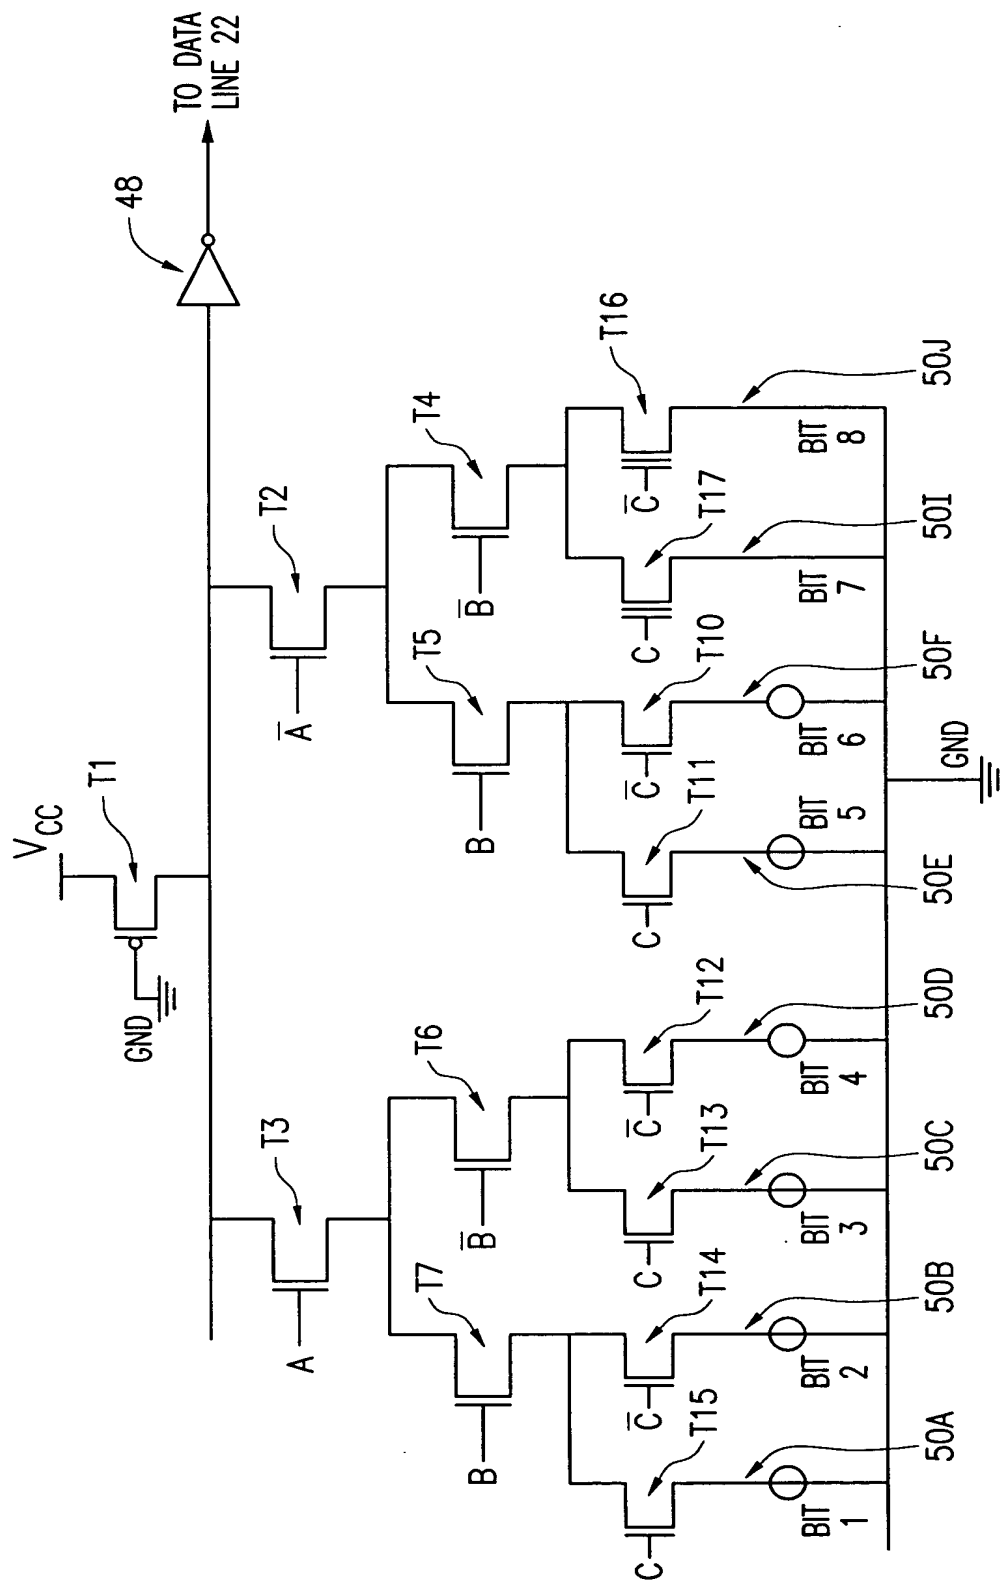 TO DATA
LINE 22
48
VCC
T1
GND
T3
A
T2
A̅
T7
B
T6
B̅
T5
B
T4
B̅
T15
C
T14
C̅
T13
C
T12
C̅
T11
C
T10
C̅
T17
C
T16
C̅
BIT
1
BIT
2
BIT
3
BIT
4
BIT
5
BIT
6
BIT
7
BIT
8
50A
50B
50C
50D
50E
GND
50F
50I
50J